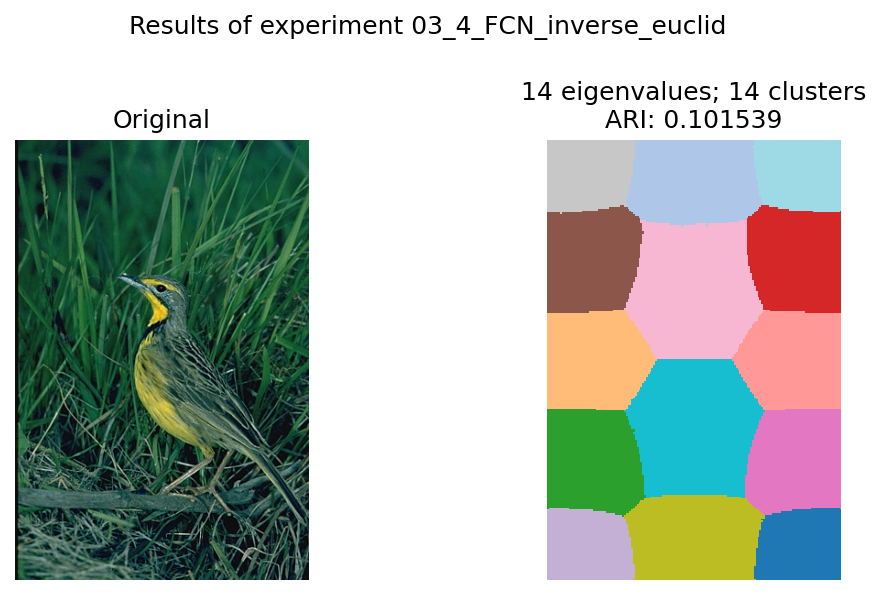 Results of experiment 03_4_FCN_inverse_euclid
Original
14 eigenvalues; 14 clusters
ARI: 0.101539